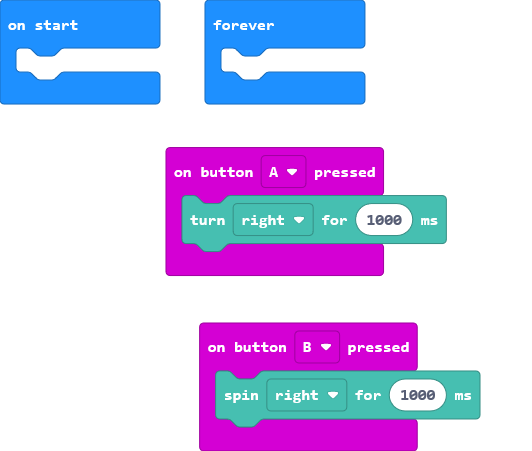 on start
forever
on button A pressed
turn right for 1000 ms
on button B pressed
spin right for 1000 ms